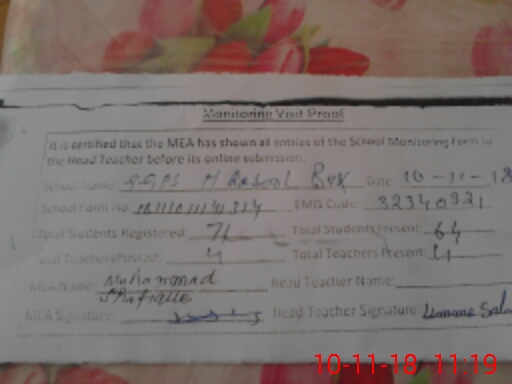 Monitoring Visit Proof
It is certified that the MEA has shown all entries of the School Monitoring Form to
the Head Teacher before its online submission.
School Name: GGPS H Rasool Bux Date: 10-11-18
School Form No: EMIS Code: 32340921
Total Students Registered: 71 Total Students Present: 64
Total Teachers Posted: 4 Total Teachers Present: 4
MEA Name: Muhammad Shafique Head Teacher Name:
MEA Signature: Head Teacher Signature:
10-11-18 11:19